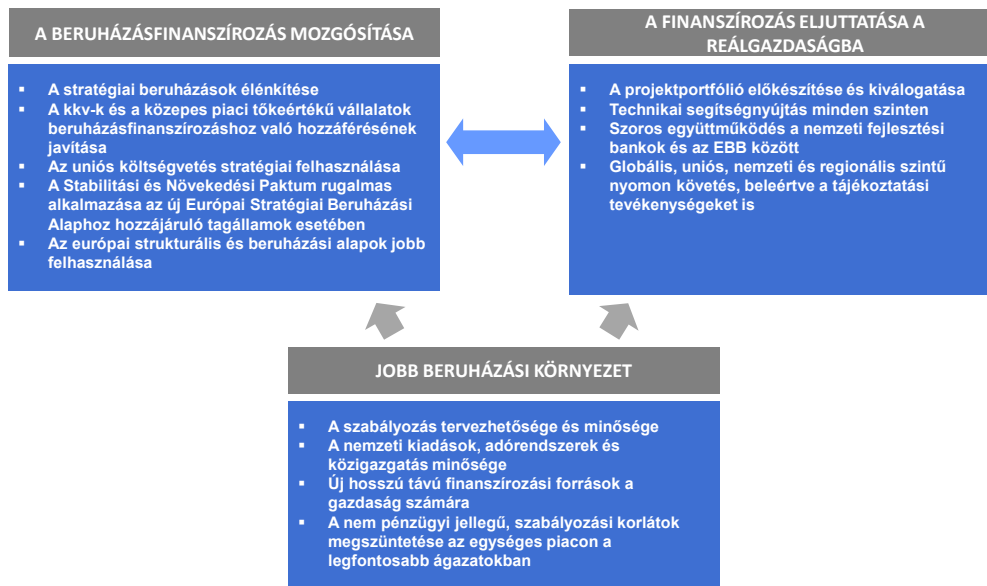 A BERUHÁZÁSFINANSZÍROZÁS MOZGÓSÍTÁSA
▪ A stratégiai beruházások élénkítése
▪ A kkv-k és a közepes piaci tőkeértékű vállalatok
beruházásfinanszírozáshoz való hozzáférésének
javítása
▪ Az uniós költségvetés stratégiai felhasználása
▪ A Stabilitási és Növekedési Paktum rugalmas
alkalmazása az új Európai Stratégiai Beruházási
Alaphoz hozzájáruló tagállamok esetében
▪ Az európai strukturális és beruházási alapok jobb
felhasználása
A FINANSZÍROZÁS ELJUTTATÁSA A
REÁLGAZDASÁGBA
▪ A projektportfólió előkészítése és kiválogatása
▪ Technikai segítségnyújtás minden szinten
▪ Szoros együttműködés a nemzeti fejlesztési
bankok és az EBB között
▪ Globális, uniós, nemzeti és regionális szintű
nyomon követés, beleértve a tájékoztatási
tevékenységeket is
JOBB BERUHÁZÁSI KÖRNYEZET
▪ A szabályozás tervezhetősége és minősége
▪ A nemzeti kiadások, adórendszerek és
közigazgatás minősége
▪ Új hosszú távú finanszírozási források a
gazdaság számára
▪ A nem pénzügyi jellegű, szabályozási korlátok
megszüntetése az egységes piacon a
legfontosabb ágazatokban